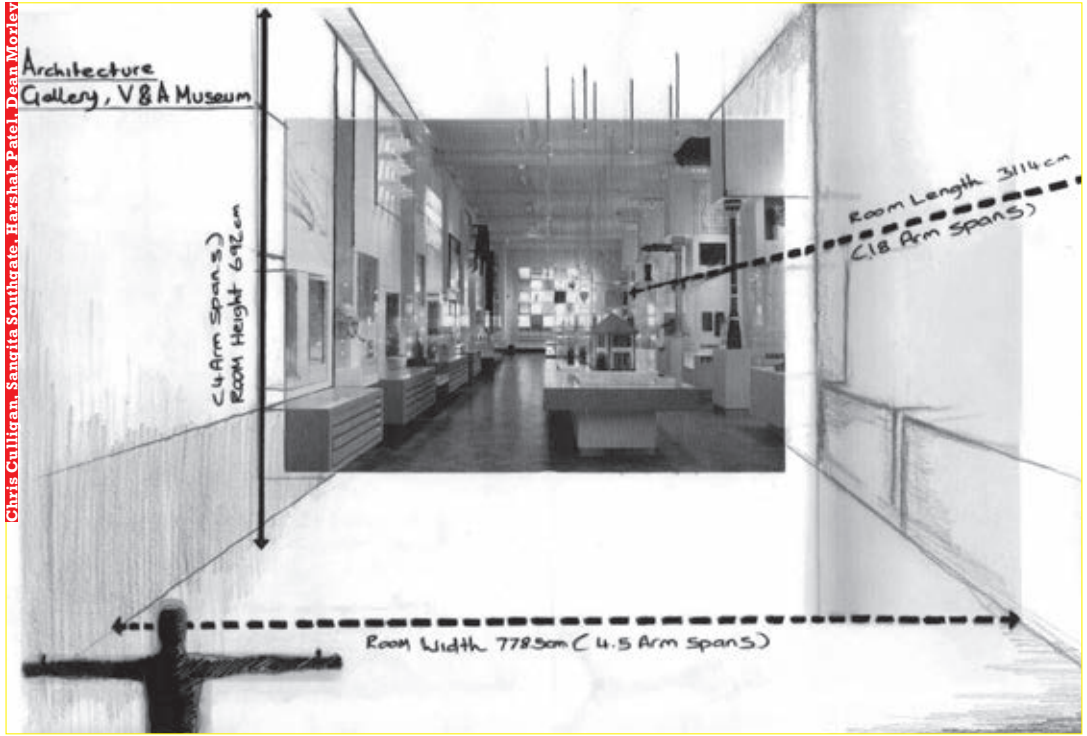 Chris Culligan, Sangita Southgate, Harshak Patel, Dean Morley
Architecture
Gallery, V & A Museum
(4 Arm Spans)
Room Height 692cm
Room Length 3114cm
(18 Arm Spans)
Room Width 778.5cm (4.5 Arm Spans)